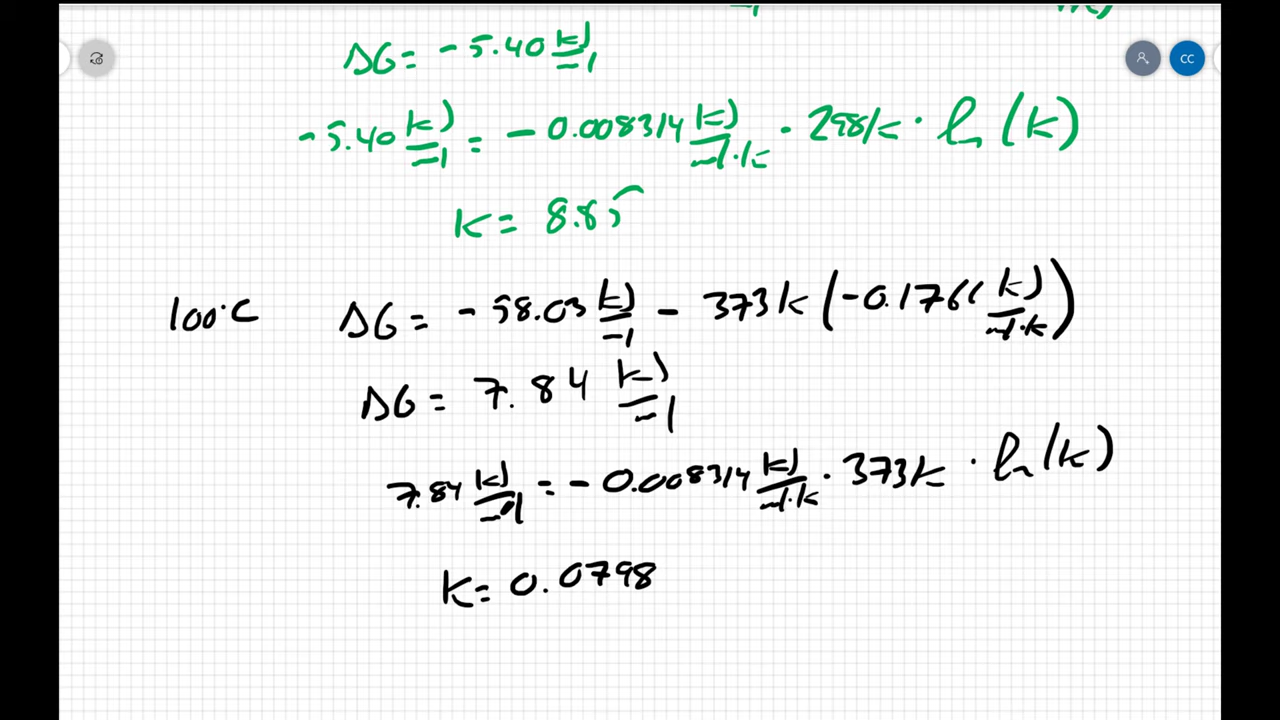 ΔG = -5.40 kJ/mol
-5.40 kJ/mol = -0.008314 kJ/mol·K · 298K · ln(K)
K = 8.85
100°C ΔG = -58.03 kJ/mol - 373K (-0.1766 kJ/mol·K)
ΔG = 7.84 kJ/mol
7.84 kJ/mol = -0.008314 kJ/mol·K · 373K · ln(K)
K = 0.0798
CC